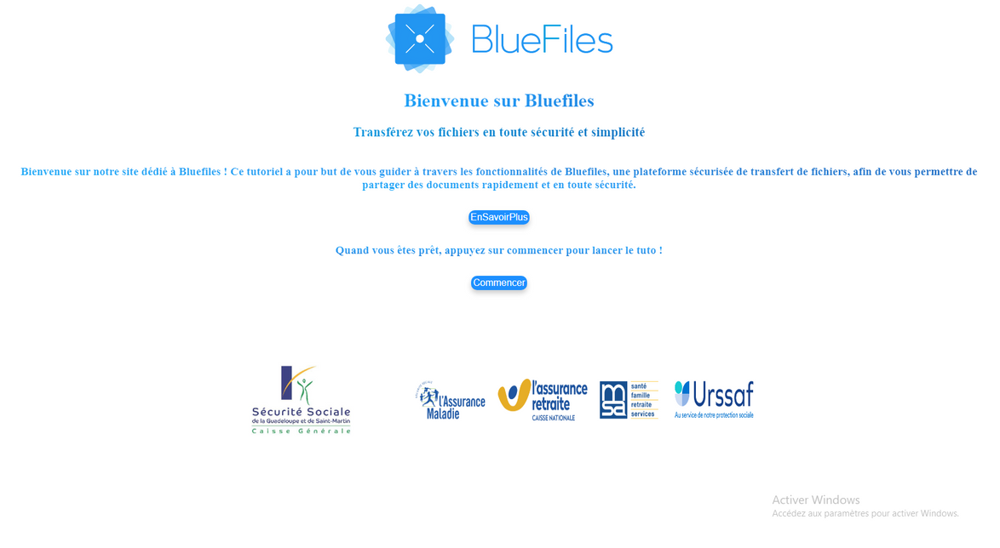 BlueFiles
Bienvenue sur Bluefiles
Transférez vos fichiers en toute sécurité et simplicité
Bienvenue sur notre site dédié à Bluefiles ! Ce tutoriel a pour but de vous guider à travers les fonctionnalités de Bluefiles, une plateforme sécurisée de transfert de fichiers, afin de vous permettre de
partager des documents rapidement et en toute sécurité.
EnSavoirPlus
Quand vous êtes prêt, appuyez sur commencer pour lancer le tuto !
Commencer
Sécurité Sociale
de la Guadeloupe et de Saint-Martin
Caisse Générale
l'Assurance
Maladie
l'assurance
retraite
CAISSE NATIONALE
msa
santé
famille
retraite
services
Urssaf
Au service de notre protection sociale
Activer Windows
Accédez aux paramètres pour activer Windows.